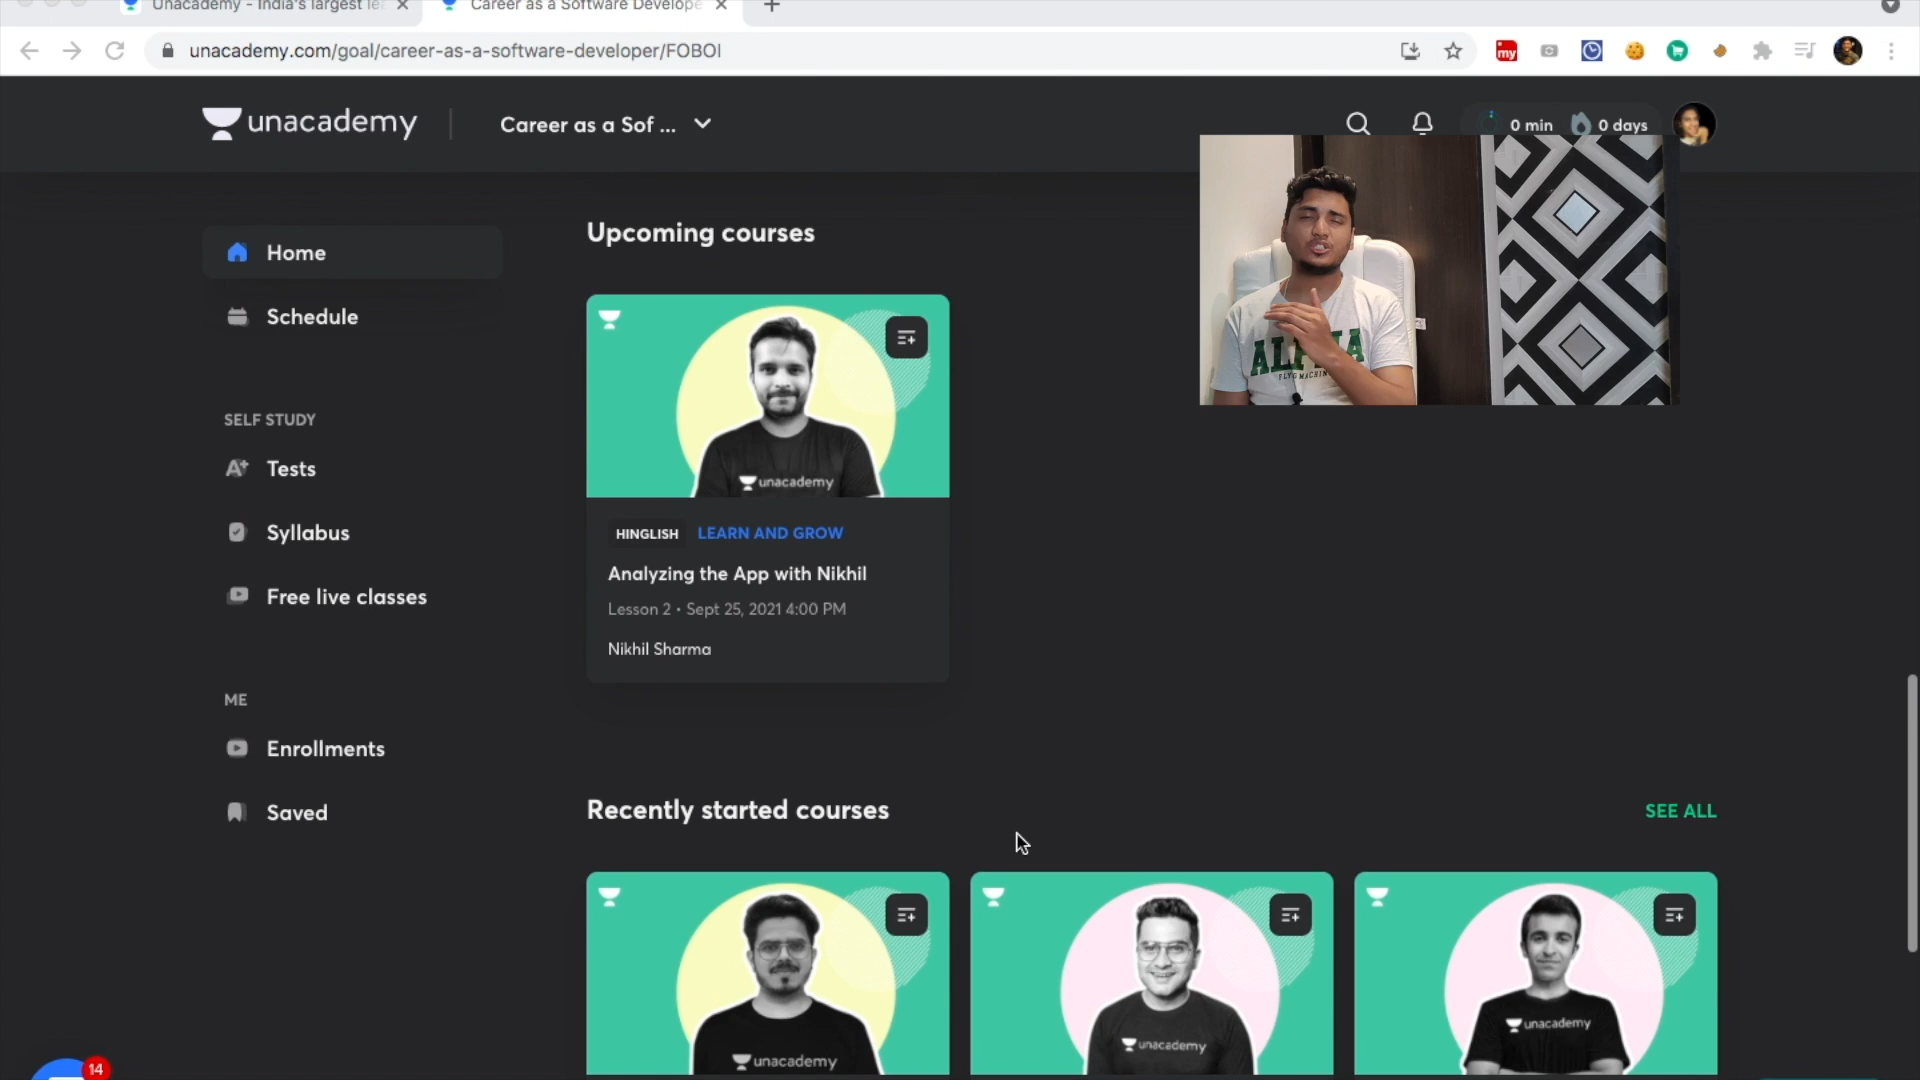 Unacademy - India's largest le
Career as a Software Develope
unacademy.com/goal/career-as-a-software-developer/FOBOI
my
unacademy
Career as a Sof ...
0 min
0 days
Home
Schedule
SELF STUDY
Tests
Syllabus
Free live classes
ME
Enrollments
Saved
14
Upcoming courses
unacademy
HINGLISH
LEARN AND GROW
Analyzing the App with Nikhil
Lesson 2 • Sept 25, 2021 4:00 PM
Nikhil Sharma
ALPHA
Recently started courses
SEE ALL
unacademy
unacademy
unacademy